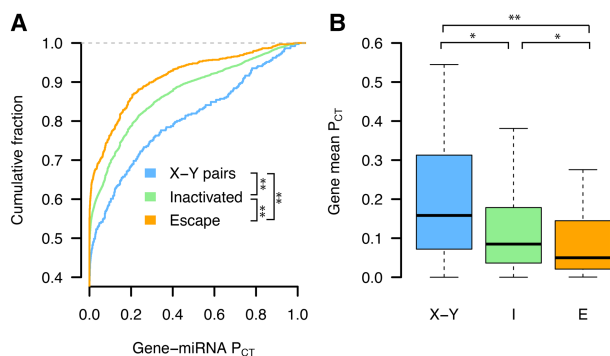 A
B
1.0
0.9
0.8
0.7
0.6
0.5
0.4
Cumulative fraction
X−Y pairs
Inactivated
Escape
**
**
**
0.0
0.2
0.4
0.6
0.8
1.0
Gene−miRNA PCT
**
*
*
0.6
0.5
0.4
0.3
0.2
0.1
0.0
Gene mean PCT
X−Y
I
E